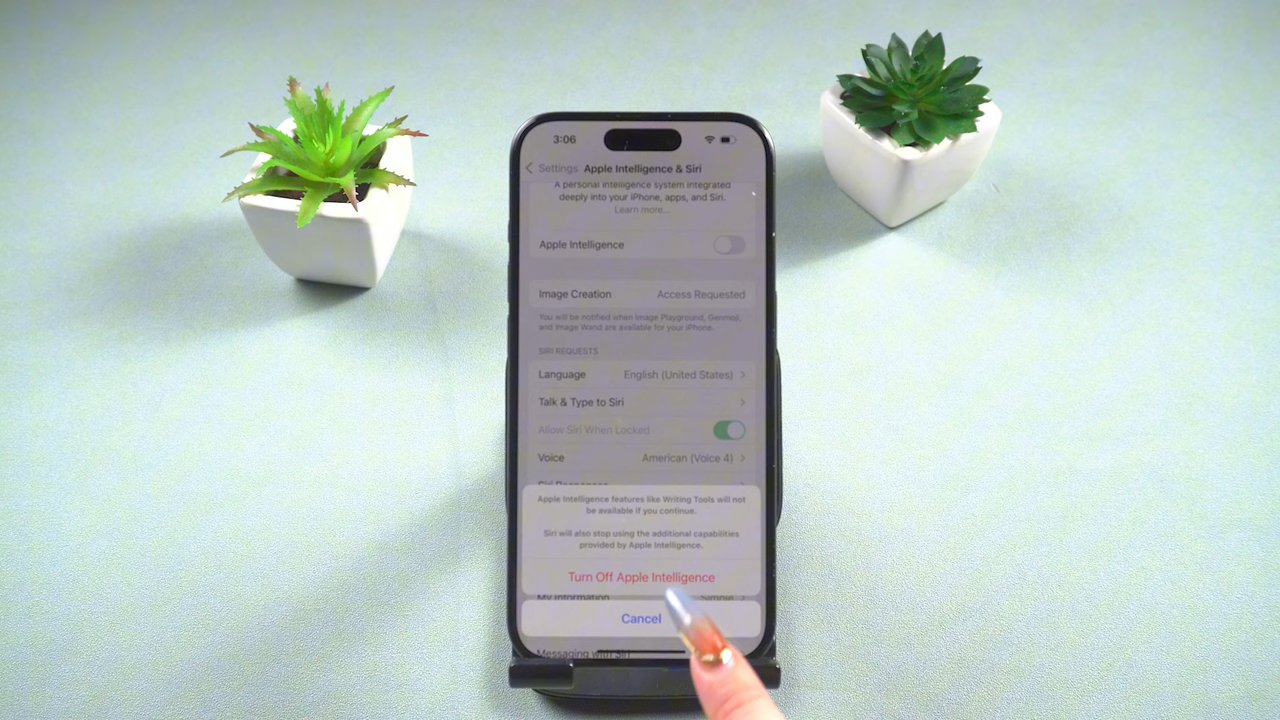 3:06
Settings Apple Intelligence & Siri
A personal intelligence system integrated
deeply into your iPhone, apps, and Siri.
Learn more...
Apple Intelligence
Image Creation Access Requested
You will be notified when Image Playground, Genmoji,
and Image Wand are available for your iPhone.
SIRI REQUESTS
Language English (United States)
Talk & Type to Siri
Allow Siri When Locked
Voice American (Voice 4)
Siri Responses
Apple Intelligence features like Writing Tools will not
be available if you continue.
Siri will also stop using the additional capabilities
provided by Apple Intelligence.
Turn Off Apple Intelligence
My Information
Cancel
Messaging with Siri